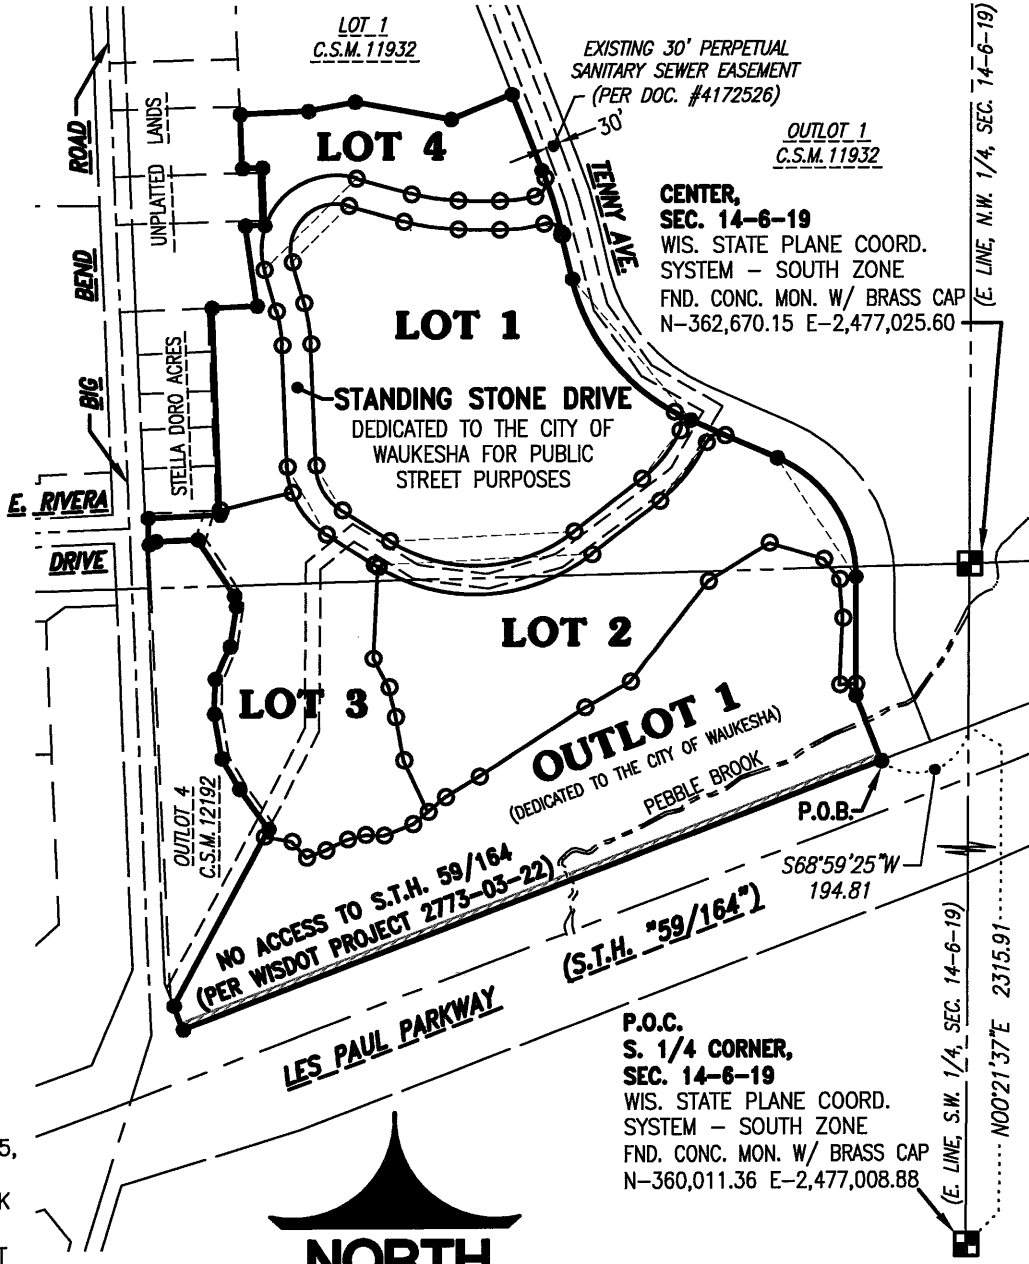 LOT 1
C.S.M. 11932
EXISTING 30' PERPETUAL
SANITARY SEWER EASEMENT
(PER DOC. #4172526)
30'
OUTLOT 1
C.S.M. 11932
(E. LINE, N.W. 1/4, SEC. 14-6-19)
ROAD
BEND
BIG
UNPLATTED LANDS
LOT 4
TENNY AVE.
CENTER,
SEC. 14-6-19
WIS. STATE PLANE COORD.
SYSTEM - SOUTH ZONE
FND. CONC. MON. W/ BRASS CAP
N-362,670.15 E-2,477,025.60
LOT 1
STELLA DORO ACRES
STANDING STONE DRIVE
DEDICATED TO THE CITY OF
WAUKESHA FOR PUBLIC
STREET PURPOSES
E. RIVERA
DRIVE
LOT 2
LOT 3
OUTLOT 1
(DEDICATED TO THE CITY OF WAUKESHA)
PEBBLE BROOK
OUTLOT 4
C.S.M. 12192
P.O.B.
S68°59'25"W
194.81
NO ACCESS TO S.T.H. 59/164
(PER WISDOT PROJECT 2773-03-22)
(S.T.H. "59/164")
LES PAUL PARKWAY
P.O.C.
S. 1/4 CORNER,
SEC. 14-6-19
WIS. STATE PLANE COORD.
SYSTEM - SOUTH ZONE
FND. CONC. MON. W/ BRASS CAP
N-360,011.36 E-2,477,008.88
(E. LINE, S.W. 1/4, SEC. 14-6-19)
N00°21'37"E 2315.91
5,
K
T
NORTH